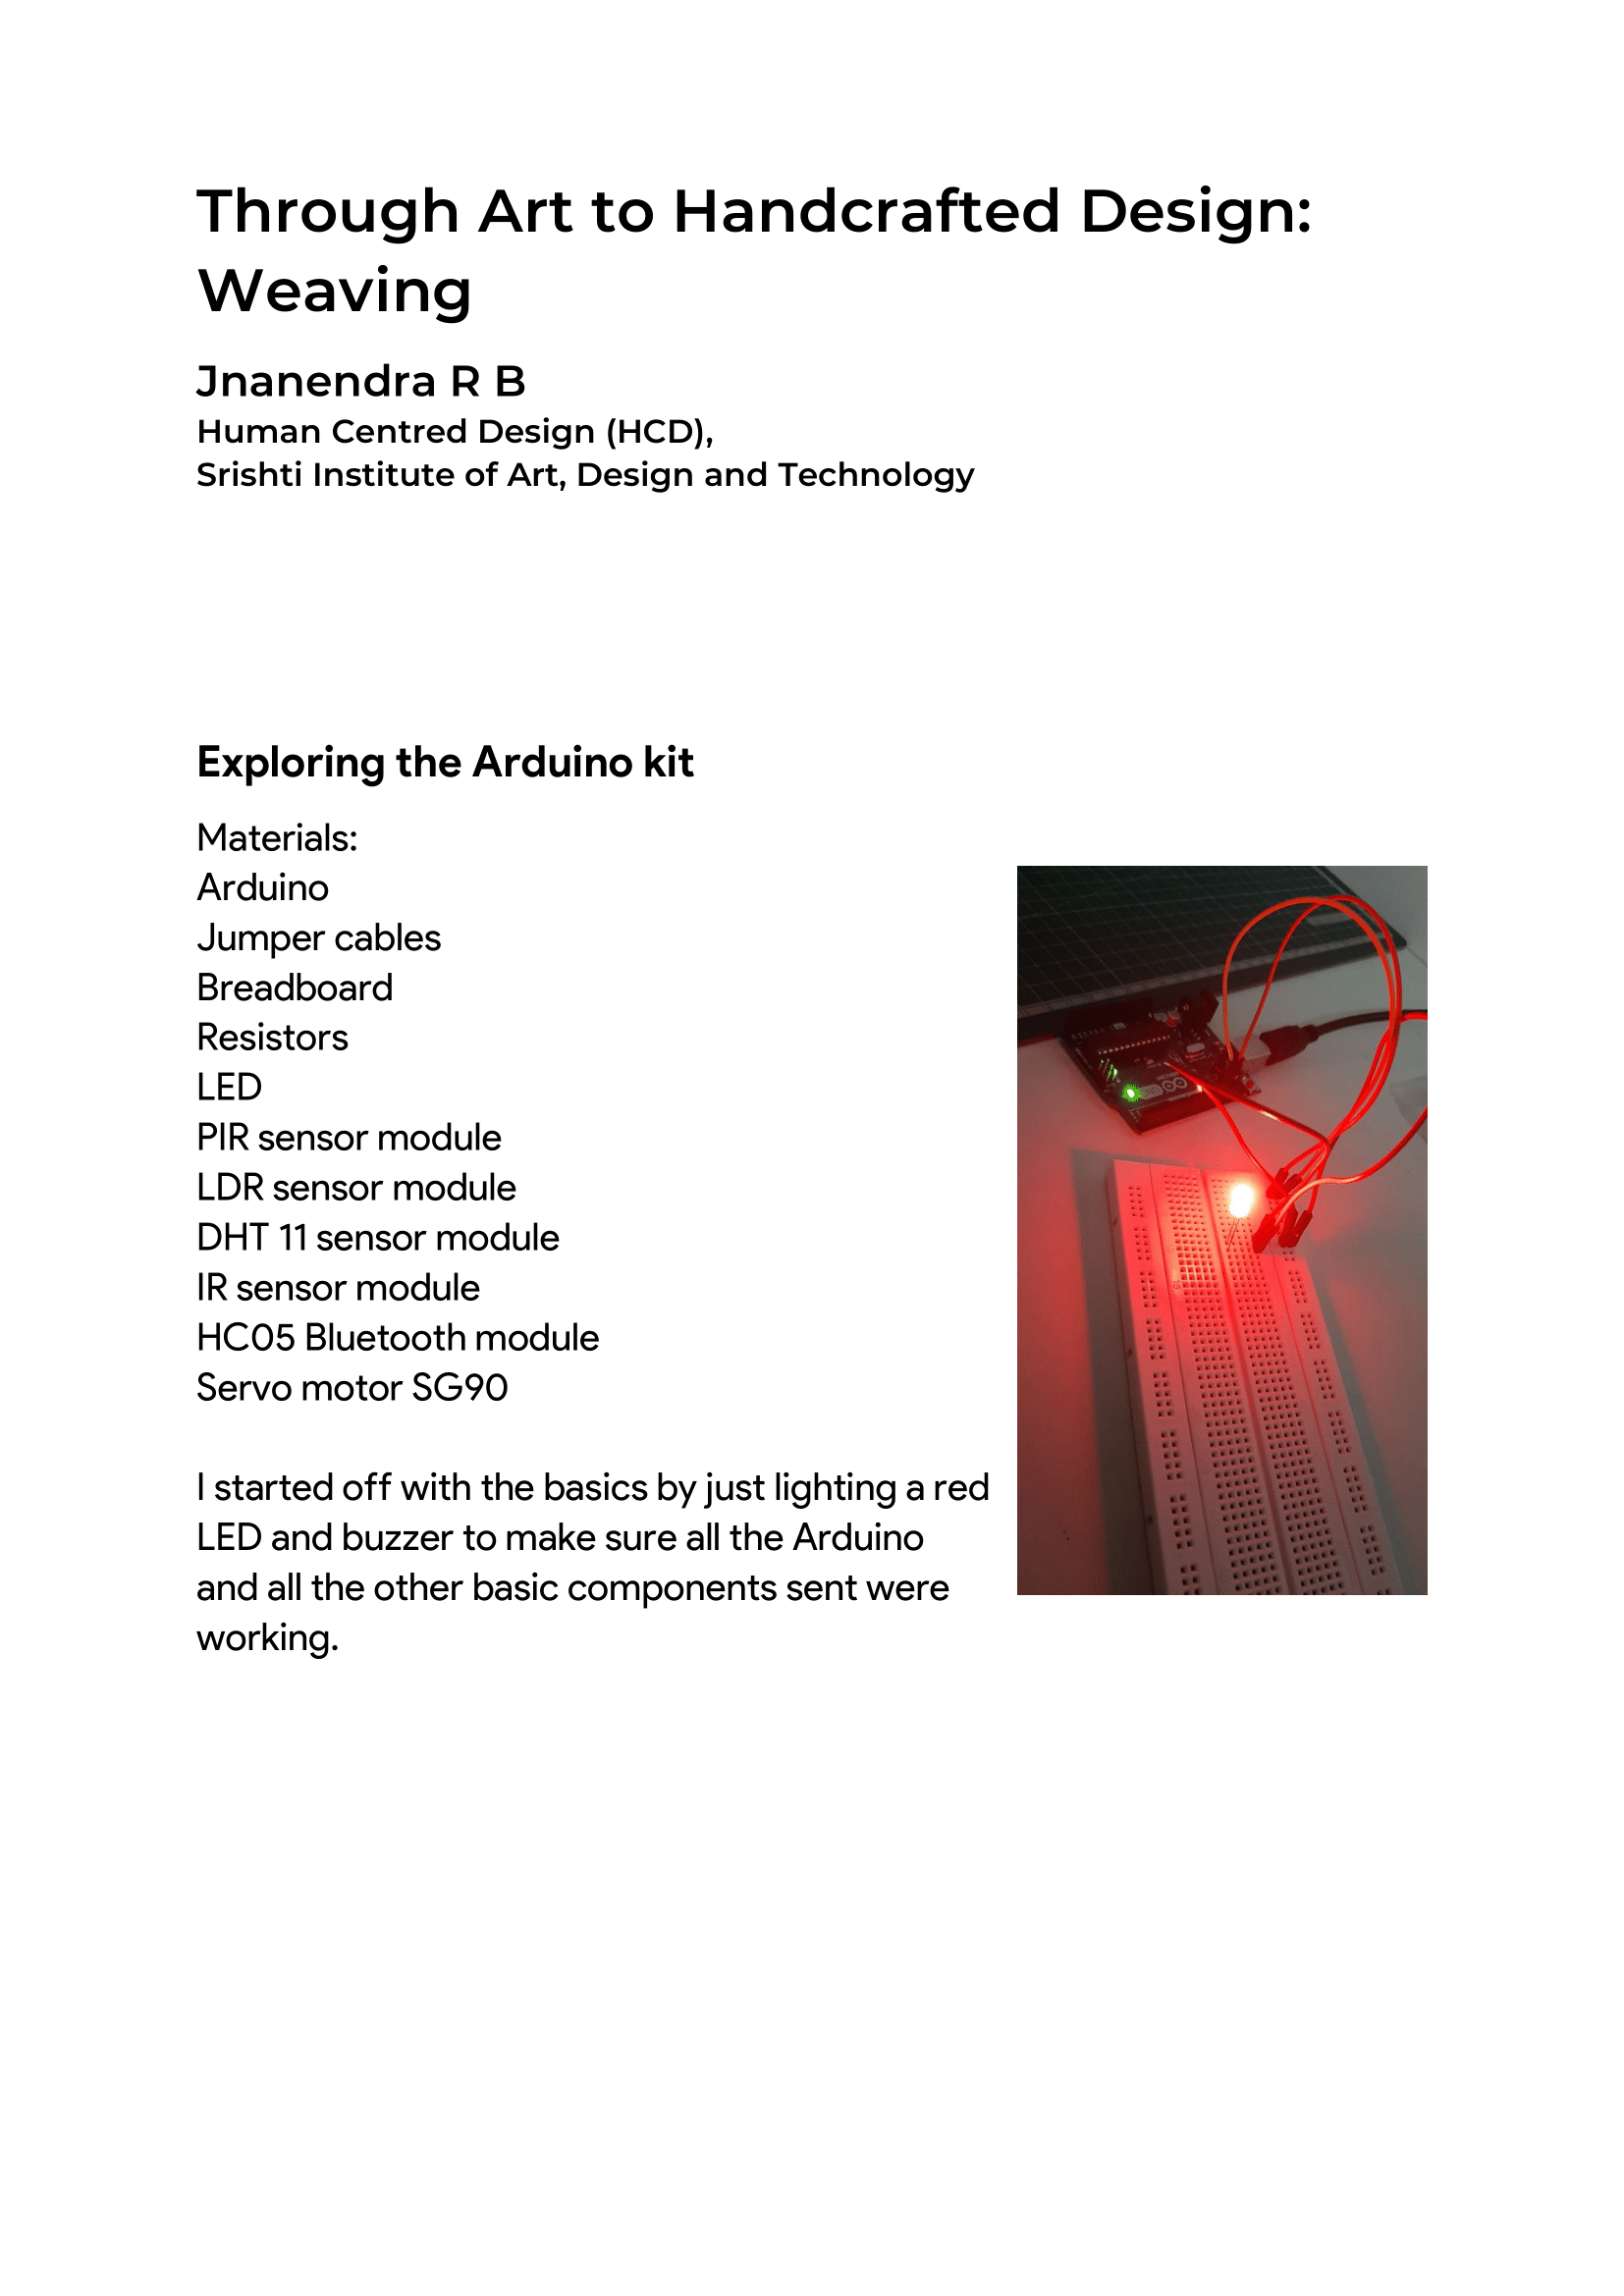 Through Art to Handcrafted Design:
Weaving
Jnanendra R B
Human Centred Design (HCD),
Srishti Institute of Art, Design and Technology
Exploring the Arduino kit
Materials:
Arduino
Jumper cables
Breadboard
Resistors
LED
PIR sensor module
LDR sensor module
DHT 11 sensor module
IR sensor module
HC05 Bluetooth module
Servo motor SG90
I started off with the basics by just lighting a red
LED and buzzer to make sure all the Arduino
and all the other basic components sent were
working.